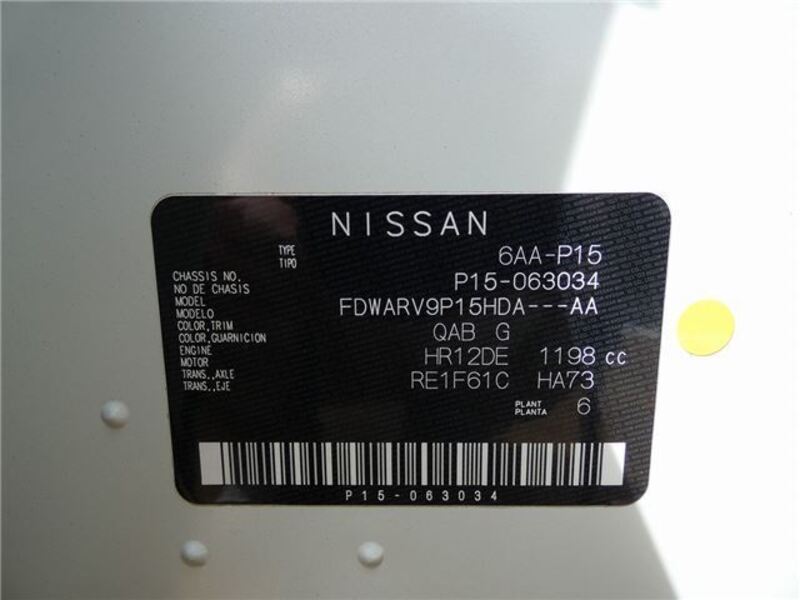 NISSAN
TYPE 6AA-P15
TIPO
CHASSIS NO. P15-063034
NO DE CHASIS
MODEL FDWARV9P15HDA---AA
MODELO
COLOR,TRIM QAB G
COLOR,GUARNICION
ENGINE HR12DE 1198 cc
MOTOR
TRANS.,AXLE RE1F61C HA73
TRANS.,EJE
PLANT 6
PLANTA
P15-063034